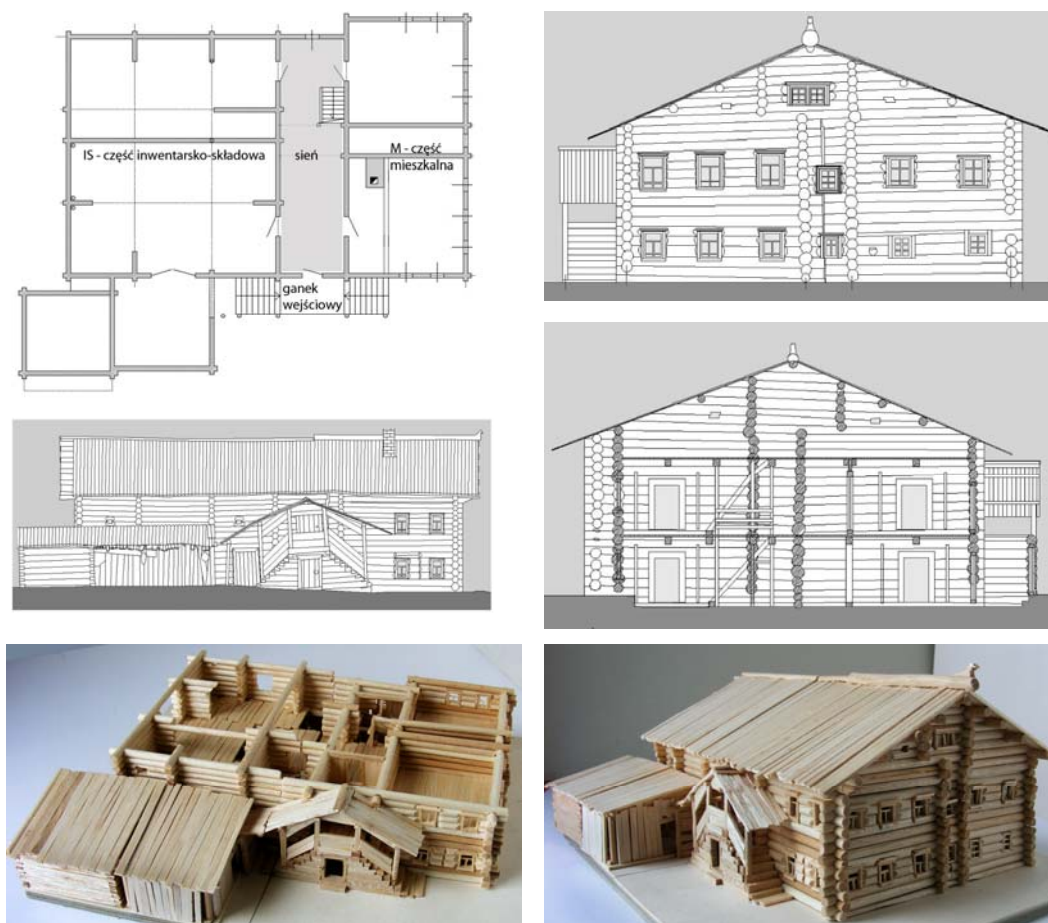 IS - część inwentarsko-składowa
sień
M - część
mieszkalna
ganek
wejściowy